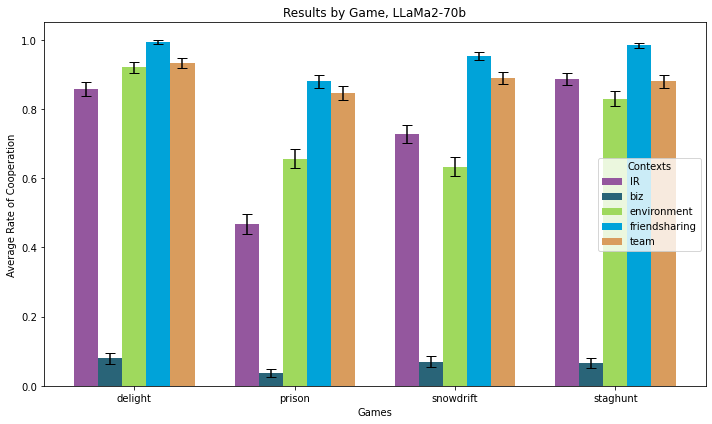 Results by Game, LLaMa2-70b
Average Rate of Cooperation
1.0
0.8
0.6
0.4
0.2
0.0
Contexts
IR
biz
environment
friendsharing
team
delight prison snowdrift staghunt
Games